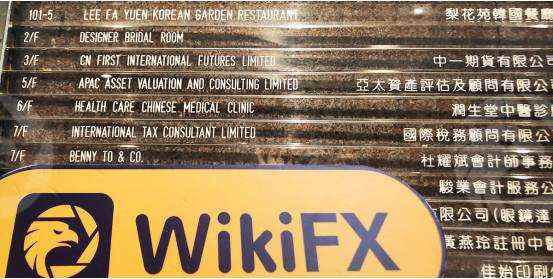 101-5 LEE FA YUEN KOREAN GARDEN RESTAURANT 梨花苑韓國餐廳
2/F DESIGNER BRIDAL ROOM
3/F CN FIRST INTERNATIONAL FUTURES LIMITED 中一期貨有限公司
5/F APAC ASSET VALUATION AND CONSULTING LIMITED 亞太資產評估及顧問有限公
6/F HEALTH CARE CHINESE MEDICAL CLINIC 潤生堂中醫診
7/F INTERNATIONAL TAX CONSULTANT LIMITED 國際稅務顧問有限公
7/F BENNY TO & CO. 杜耀斌會計師事務
駿業會計服務公
限公司(眼鏡達
黃燕玲註冊中醫
佳始印刷
WikiFX